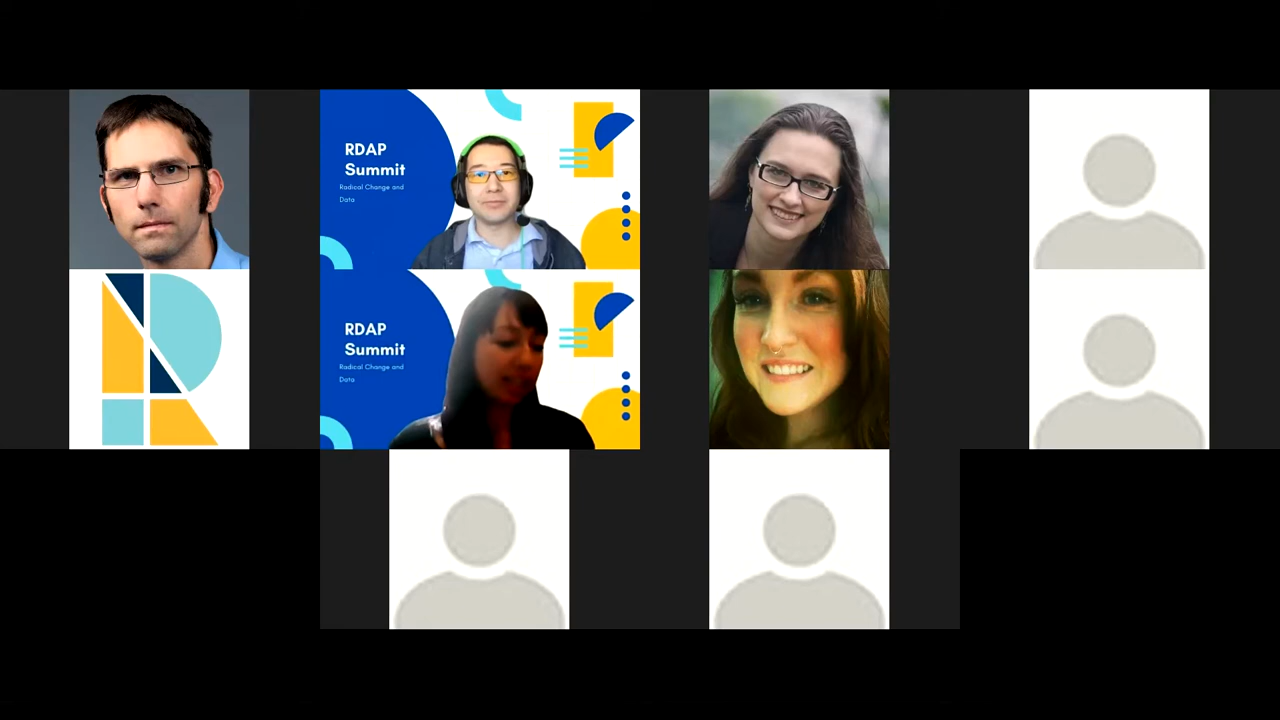 RDAP
Summit
Radical Change and
Data
RDAP
Summit
Radical Change and
Data